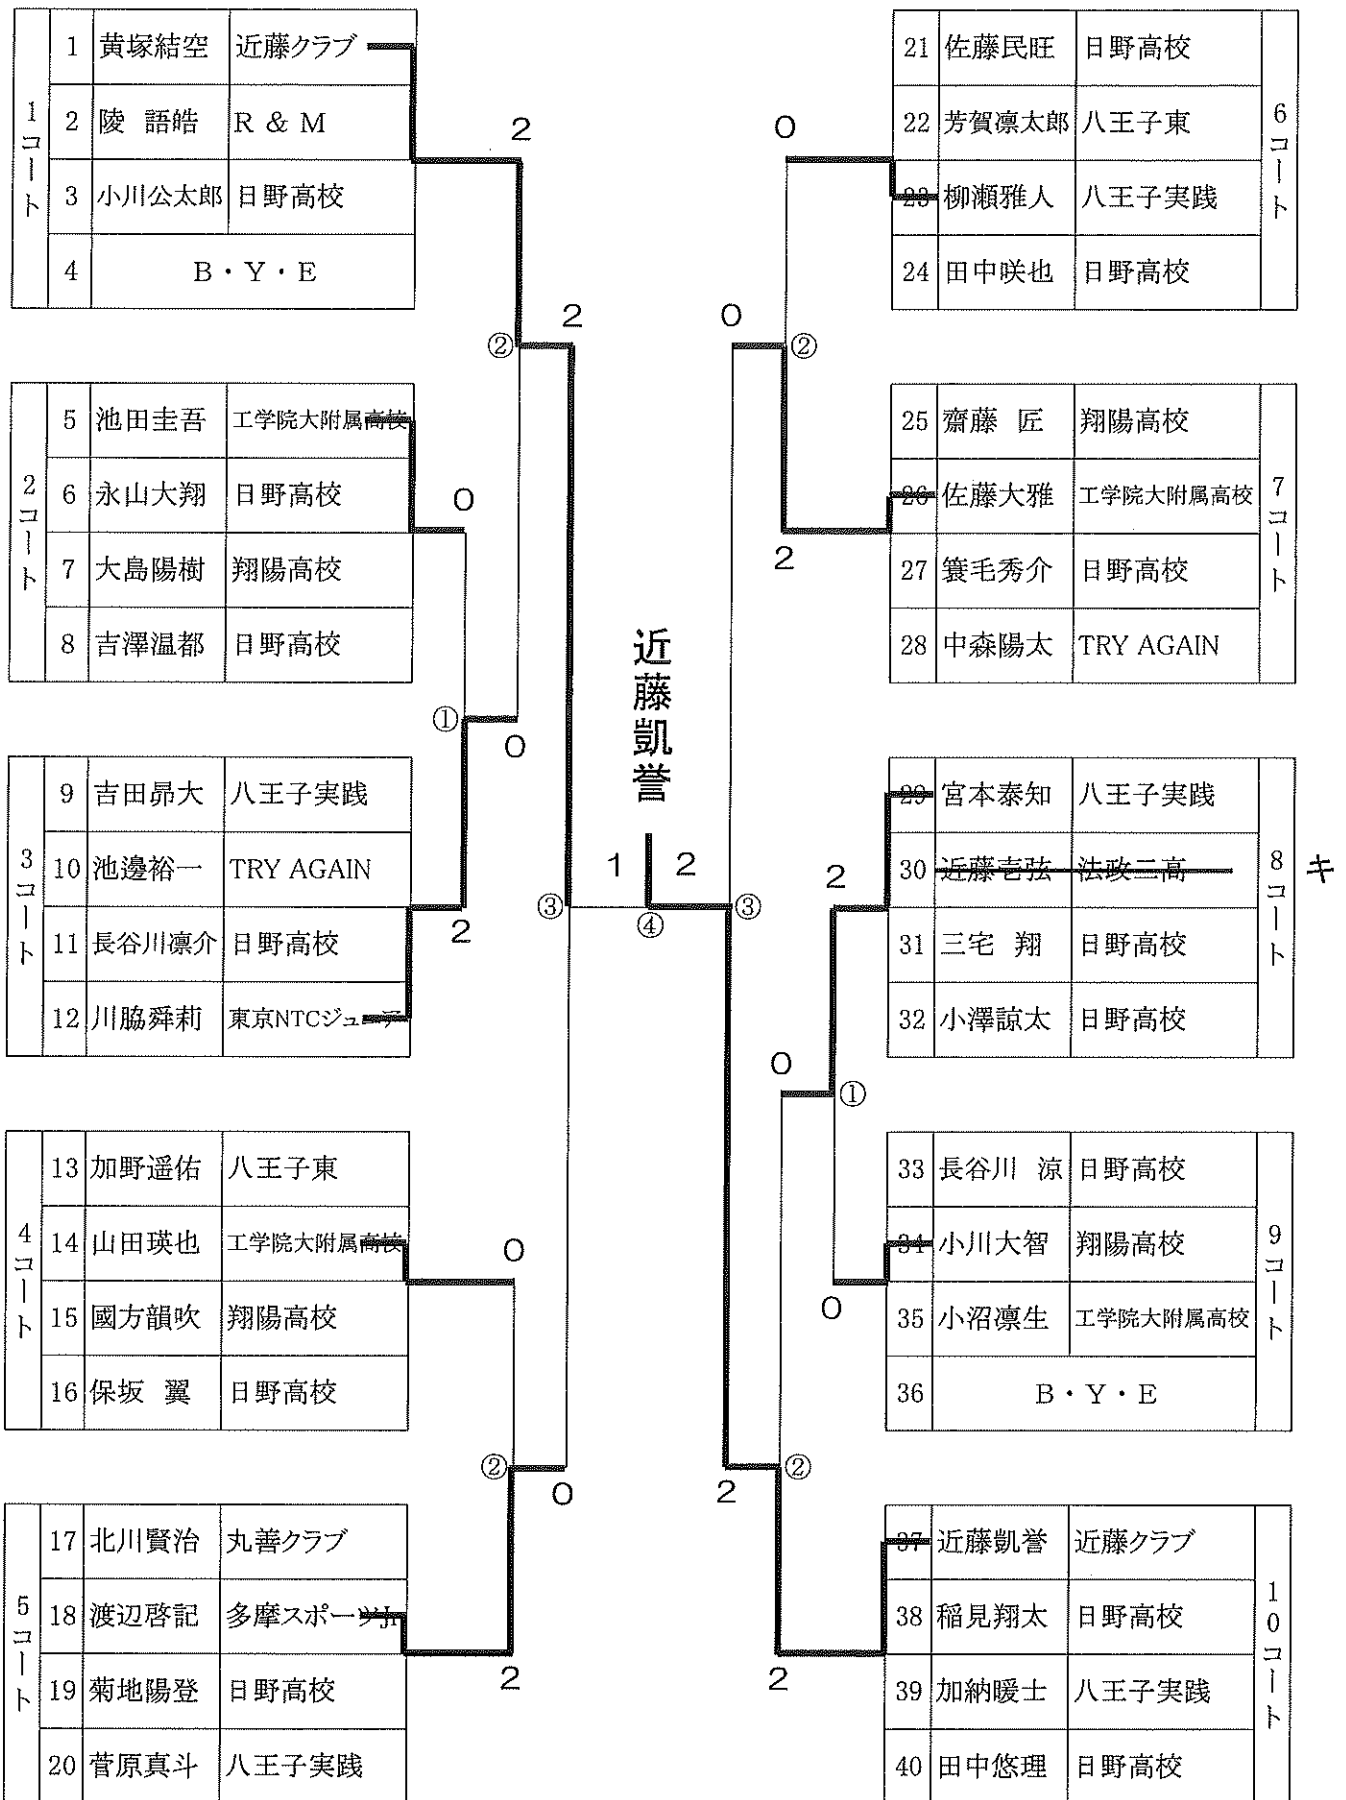 1コート
1 黄塚結空 近藤クラブ
2 陵 語皓 R & M
3 小川公太郎 日野高校
4 B・Y・E
2コート
5 池田圭吾 工学院大附属高校
6 永山大翔 日野高校
7 大島陽樹 翔陽高校
8 吉澤温都 日野高校
3コート
9 吉田昴大 八王子実践
10 池邊裕一 TRY AGAIN
11 長谷川凛介 日野高校
12 川脇舜莉 東京NTCジュニア
4コート
13 加野遥佑 八王子東
14 山田瑛也 工学院大附属高校
15 國方韻吹 翔陽高校
16 保坂 翼 日野高校
5コート
17 北川賢治 丸善クラブ
18 渡辺啓記 多摩スポーツJr
19 菊地陽登 日野高校
20 菅原真斗 八王子実践
2
② 2
0
① 0
2
0
② 0
2
③
近藤凱誉
1 2
④
③
0
0 ②
2
2
0 ①
0
2 ②
2
6コート
21 佐藤民旺 日野高校
22 芳賀凛太郎 八王子東
23 柳瀬雅人 八王子実践
24 田中咲也 日野高校
7コート
25 齋藤 匠 翔陽高校
26 佐藤大雅 工学院大附属高校
27 簑毛秀介 日野高校
28 中森陽太 TRY AGAIN
8コート
29 宮本泰知 八王子実践
30 近藤壱弦 法政二高 キ
31 三宅 翔 日野高校
32 小澤諒太 日野高校
9コート
33 長谷川 涼 日野高校
34 小川大智 翔陽高校
35 小沼凛生 工学院大附属高校
36 B・Y・E
10コート
37 近藤凱誉 近藤クラブ
38 稲見翔太 日野高校
39 加納暖士 八王子実践
40 田中悠理 日野高校